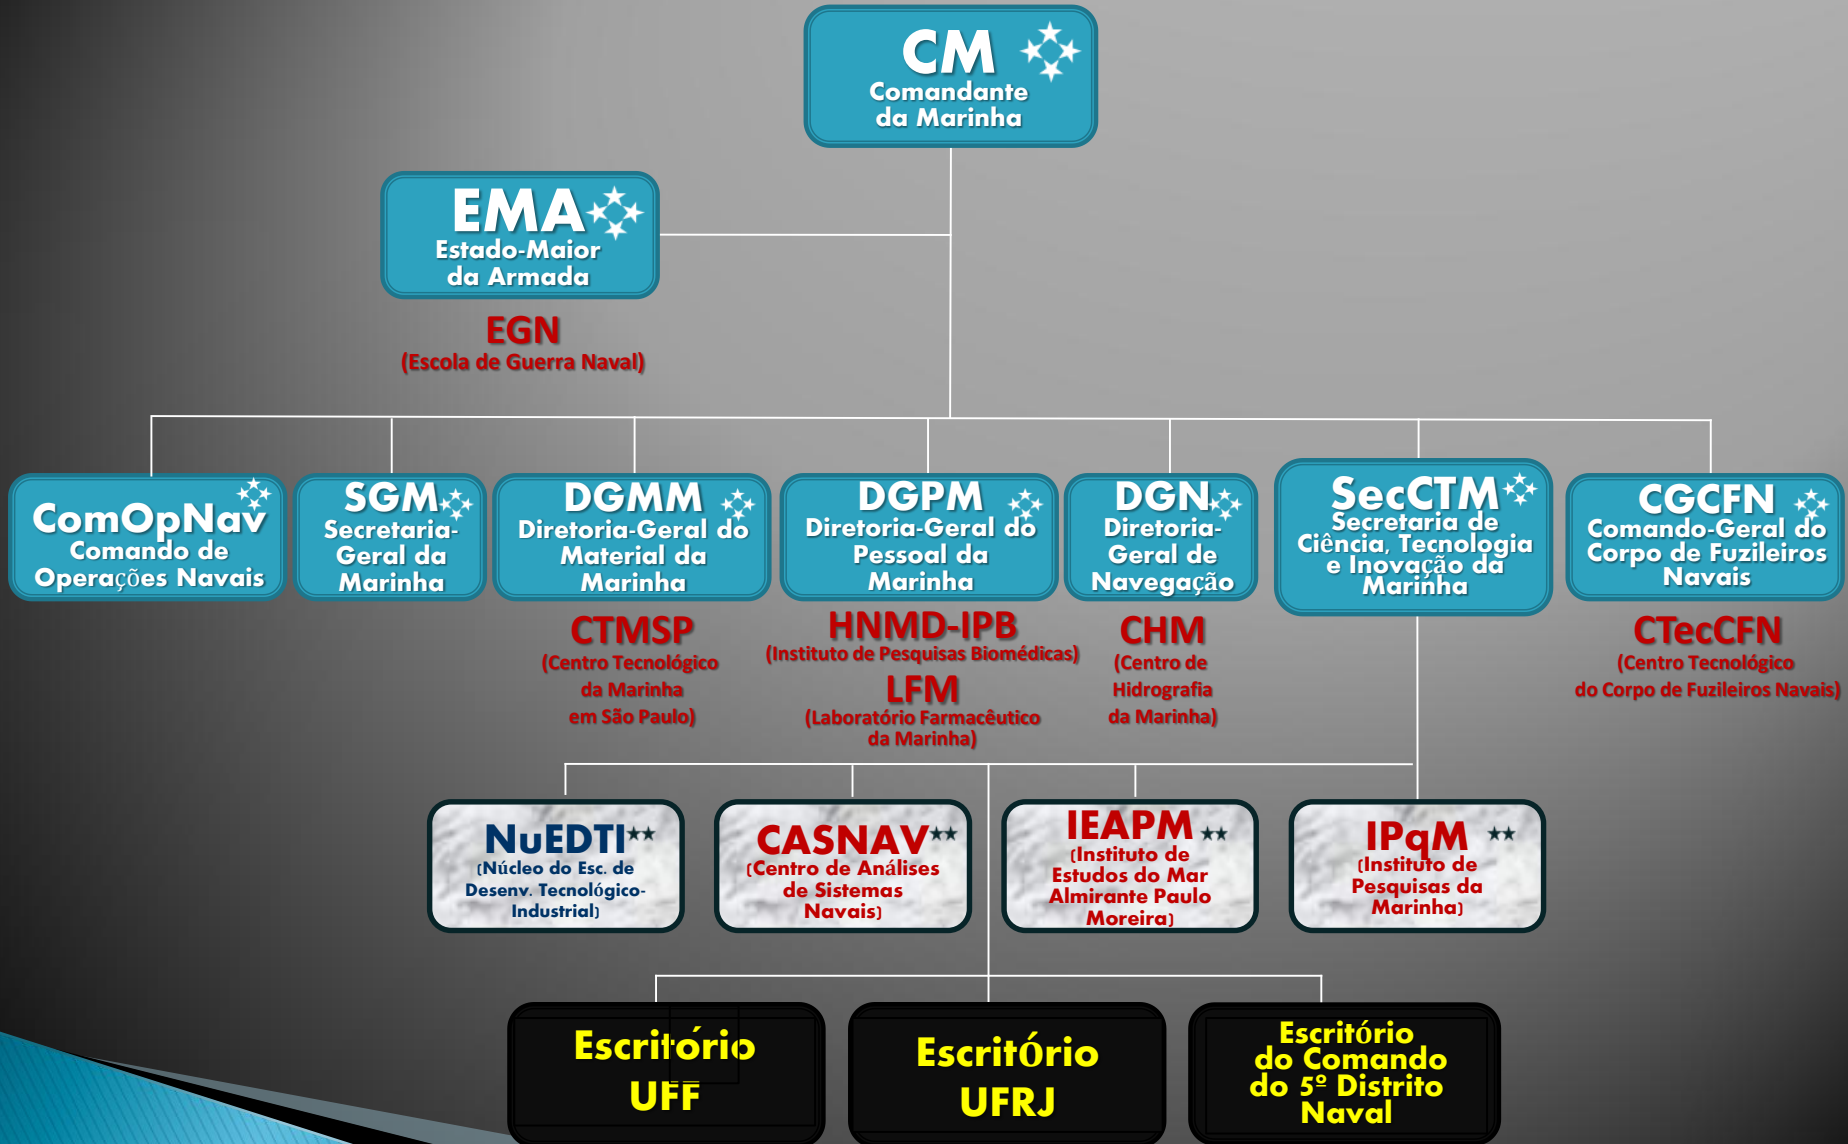 CM
Comandante
da Marinha
EMA
Estado-Maior
da Armada
EGN
(Escola de Guerra Naval)
ComOpNav
Comando de
Operações Navais
SGM
Secretaria-
Geral da
Marinha
DGMM
Diretoria-Geral do
Material da
Marinha
CTMSP
(Centro Tecnológico
da Marinha
em São Paulo)
DGPM
Diretoria-Geral do
Pessoal da
Marinha
HNMD-IPB
(Instituto de Pesquisas Biomédicas)
LFM
(Laboratório Farmacêutico
da Marinha)
DGN
Diretoria-
Geral de
Navegação
CHM
(Centro de
Hidrografia
da Marinha)
SecCTM
Secretaria de
Ciência, Tecnologia
e Inovação da
Marinha
CGCFN
Comando-Geral do
Corpo de Fuzileiros
Navais
CTecCFN
(Centro Tecnológico
do Corpo de Fuzileiros Navais)
NuEDTI
(Núcleo do Esc. de
Desenv. Tecnológico-
Industrial)
CASNAV
(Centro de Análises
de Sistemas
Navais)
IEAPM
(Instituto de
Estudos do Mar
Almirante Paulo
Moreira)
IPqM
(Instituto de
Pesquisas da
Marinha)
Escritório
UFF
EscritÓrio
UFRJ
Escritório
do Comando
do 5º Distrito
Naval